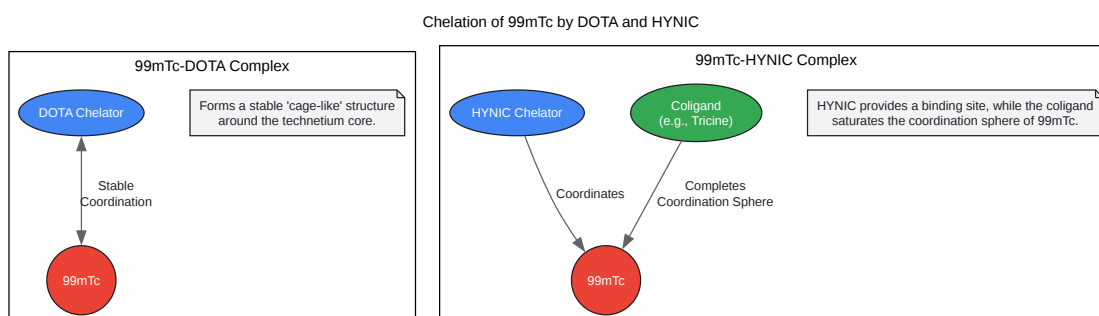 Chelation of 99mTc by DOTA and HYNIC
99mTc-DOTA Complex
DOTA Chelator
Forms a stable 'cage-like' structure
around the technetium core.
Stable
Coordination
99mTc
99mTc-HYNIC Complex
HYNIC Chelator
Coligand
(e.g., Tricine)
HYNIC provides a binding site, while the coligand
saturates the coordination sphere of 99mTc.
Coordinates
Completes
Coordination Sphere
99mTc